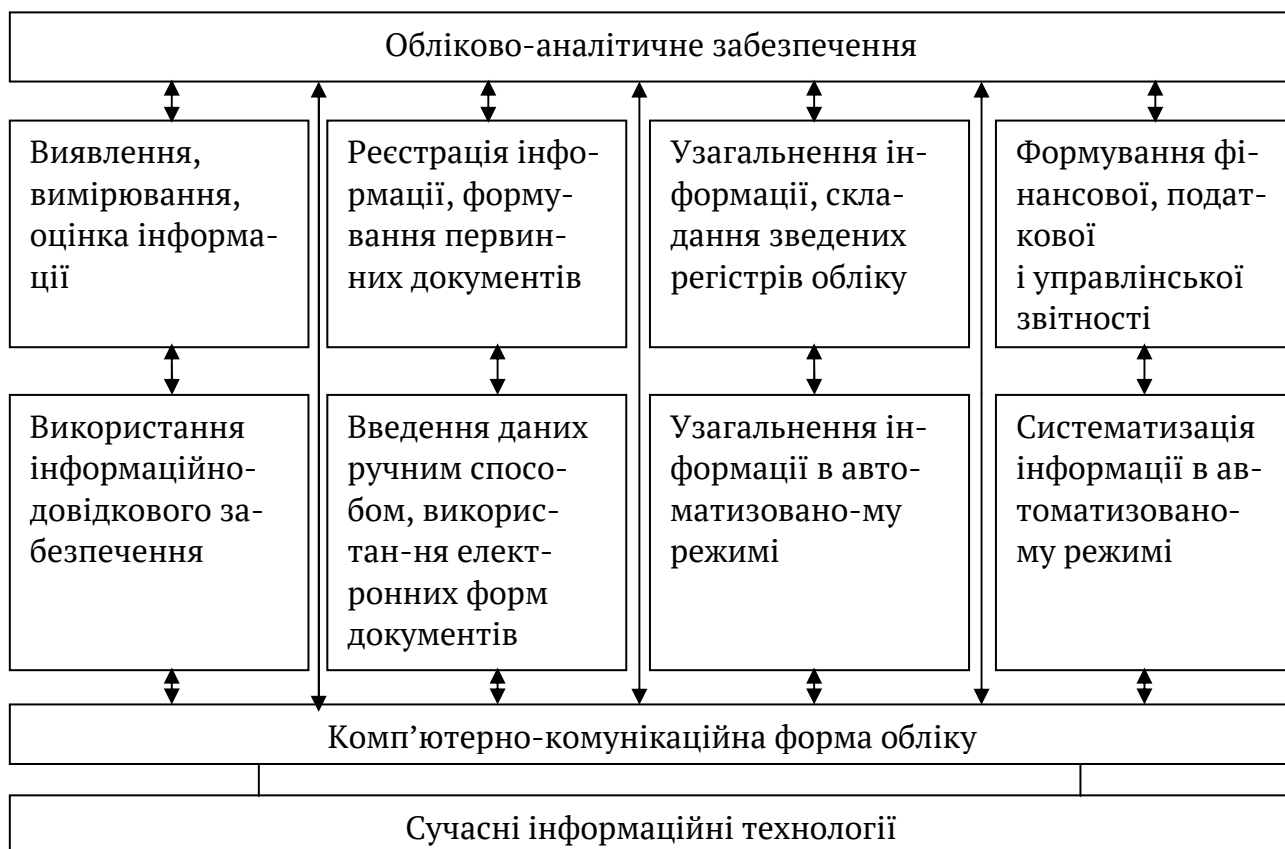 Обліково-аналітичне забезпечення
Виявлення,
вимірювання,
оцінка інформа-
ції
Реєстрація інфо-
рмації, форму-
вання первин-
них документів
Узагальнення ін-
формації, скла-
дання зведених
регістрів обліку
Формування фі-
нансової, подат-
кової
і управлінської
звітності
Використання
інформаційно-
довідкового за-
безпечення
Введення даних
ручним спосо-
бом, викорис-
тан-ня елект-
ронних форм
документів
Узагальнення ін-
формації в авто-
матизовано-му
режимі
Систематизація
інформації в ав-
томатизовано-
му режимі
Комп’ютерно-комунікаційна форма обліку
Сучасні інформаційні технології